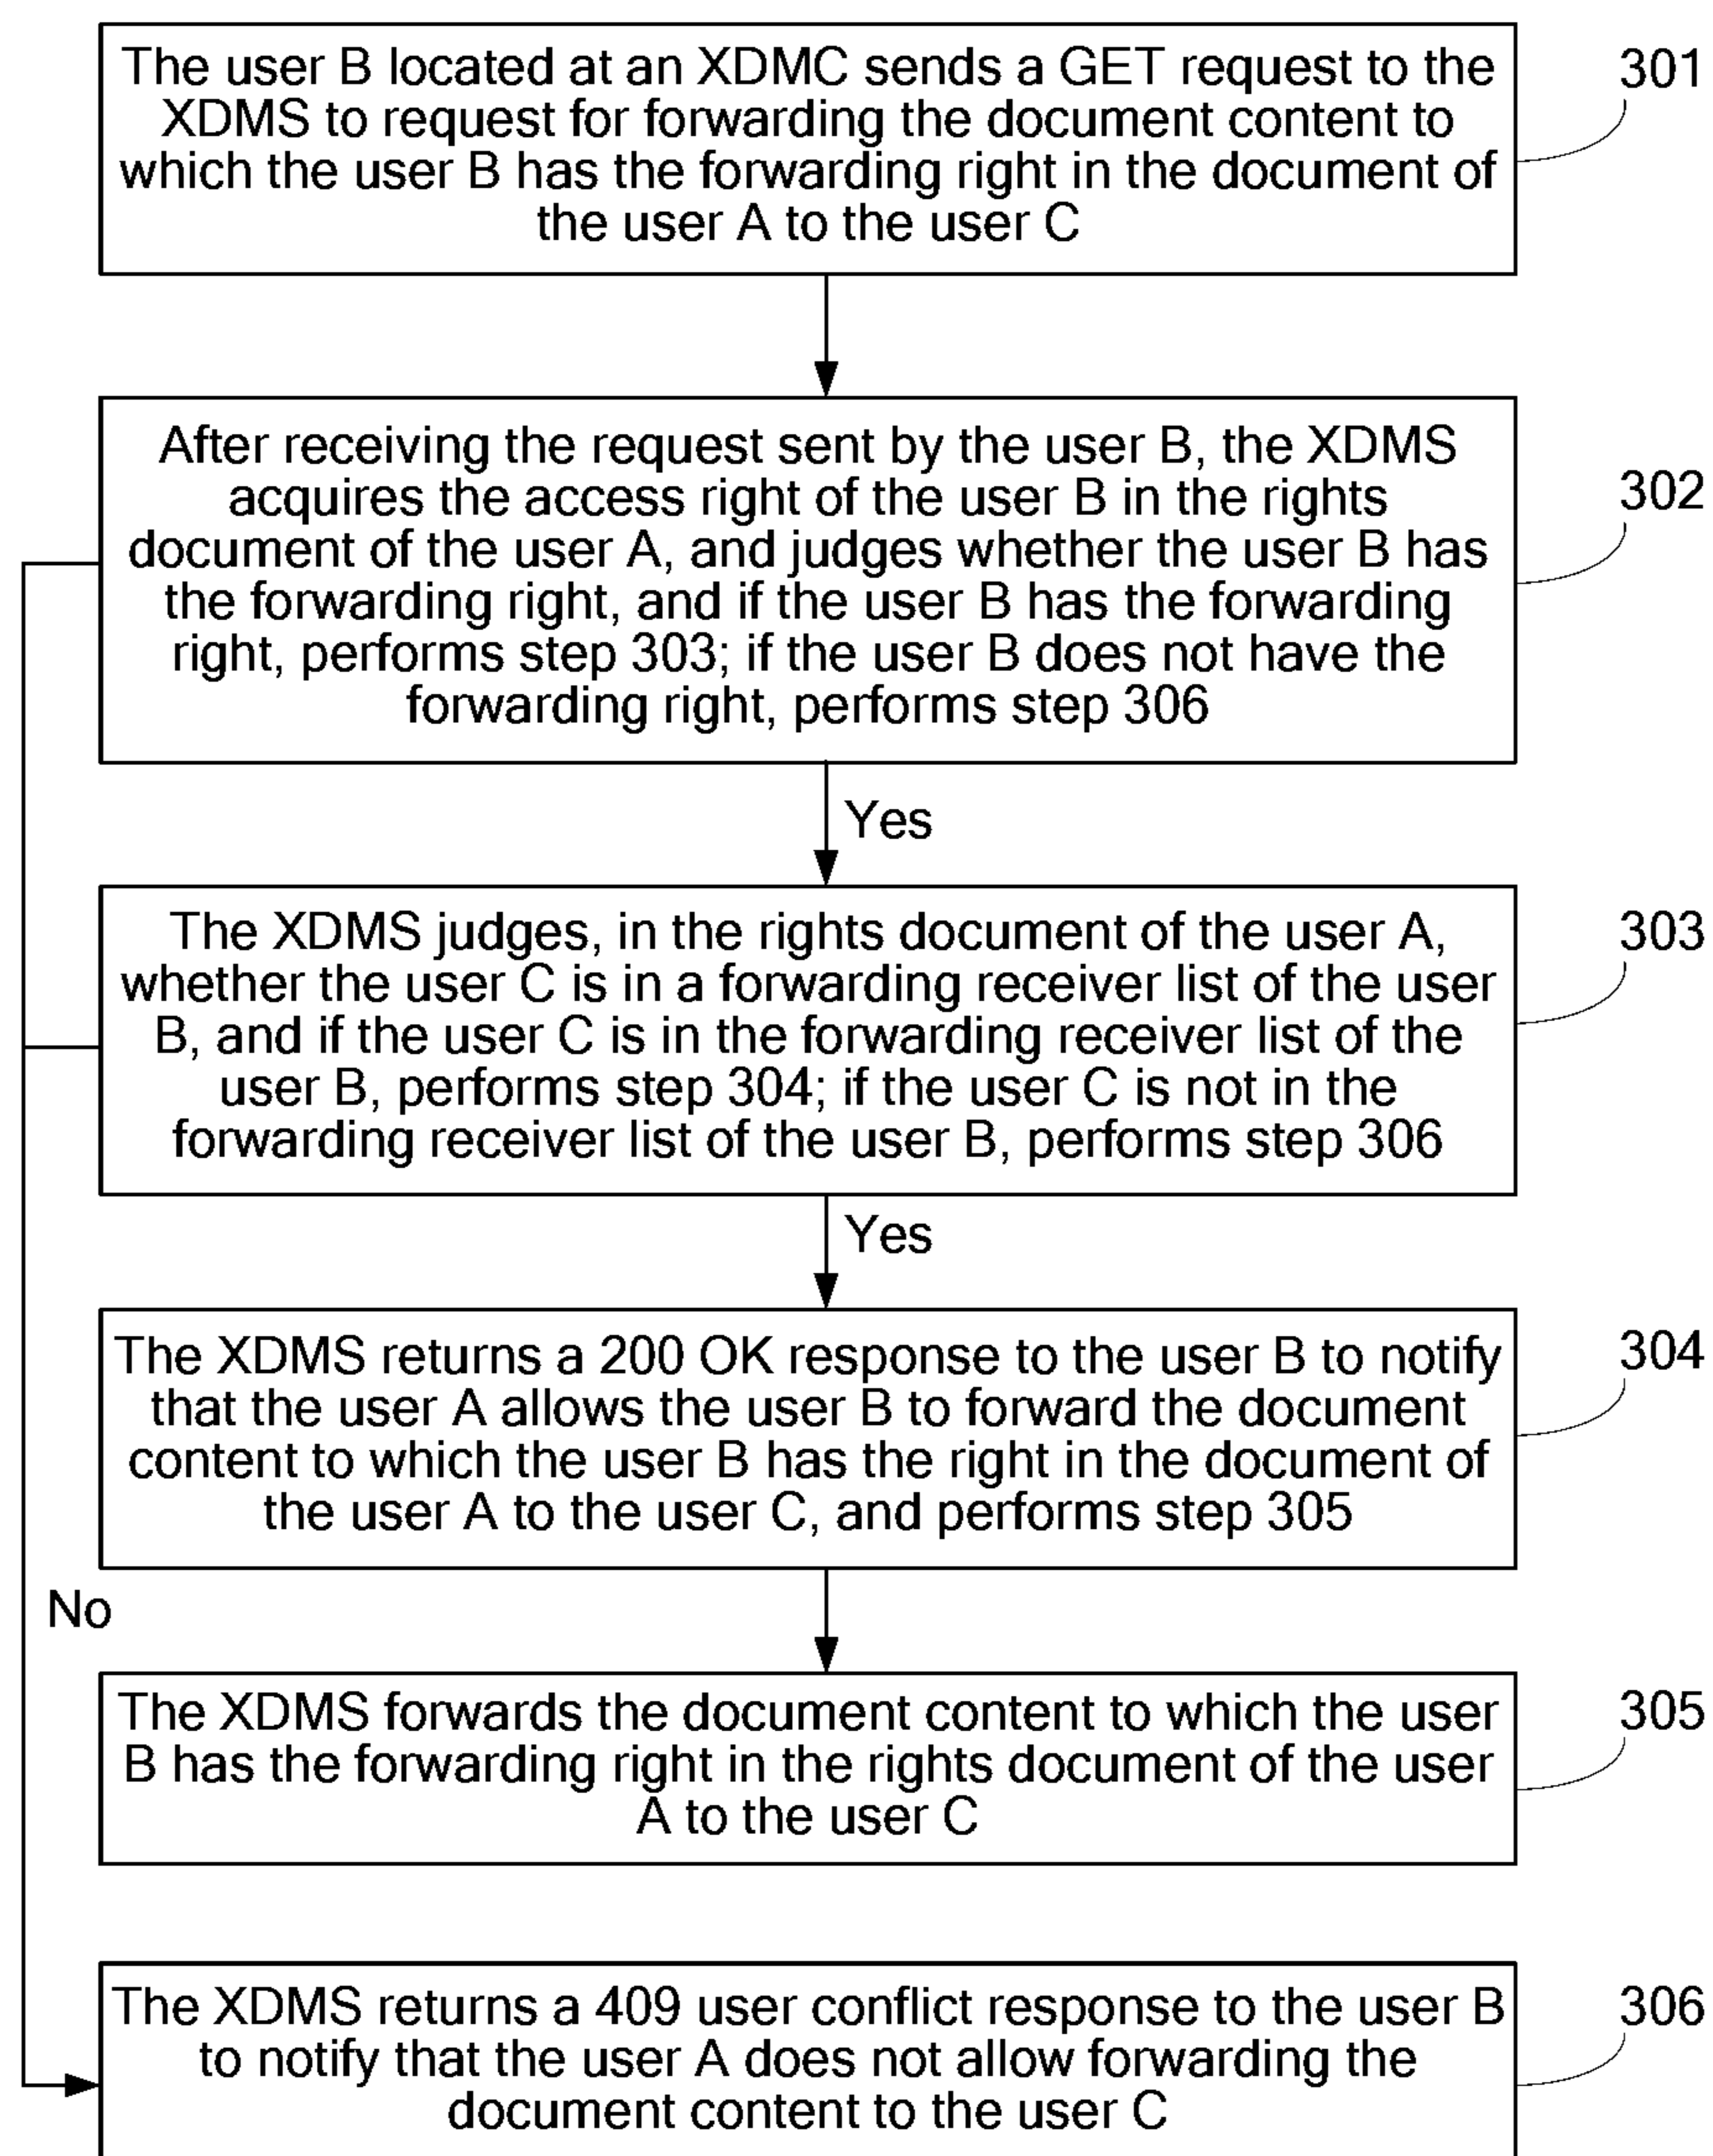 The user B located at an XDMC sends a GET request to the
XDMS to request for forwarding the document content to
which the user B has the forwarding right in the document of
the user A to the user C
301
After receiving the request sent by the user B, the XDMS
acquires the access right of the user B in the rights
document of the user A, and judges whether the user B has
the forwarding right, and if the user B has the forwarding
right, performs step 303; if the user B does not have the
forwarding right, performs step 306
302
Yes
The XDMS judges, in the rights document of the user A,
whether the user C is in a forwarding receiver list of the user
B, and if the user C is in the forwarding receiver list of the
user B, performs step 304; if the user C is not in the
forwarding receiver list of the user B, performs step 306
303
Yes
The XDMS returns a 200 OK response to the user B to notify
that the user A allows the user B to forward the document
content to which the user B has the right in the document of
the user A to the user C, and performs step 305
304
No
The XDMS forwards the document content to which the user
B has the forwarding right in the rights document of the user
A to the user C
305
The XDMS returns a 409 user conflict response to the user B
to notify that the user A does not allow forwarding the
document content to the user C
306